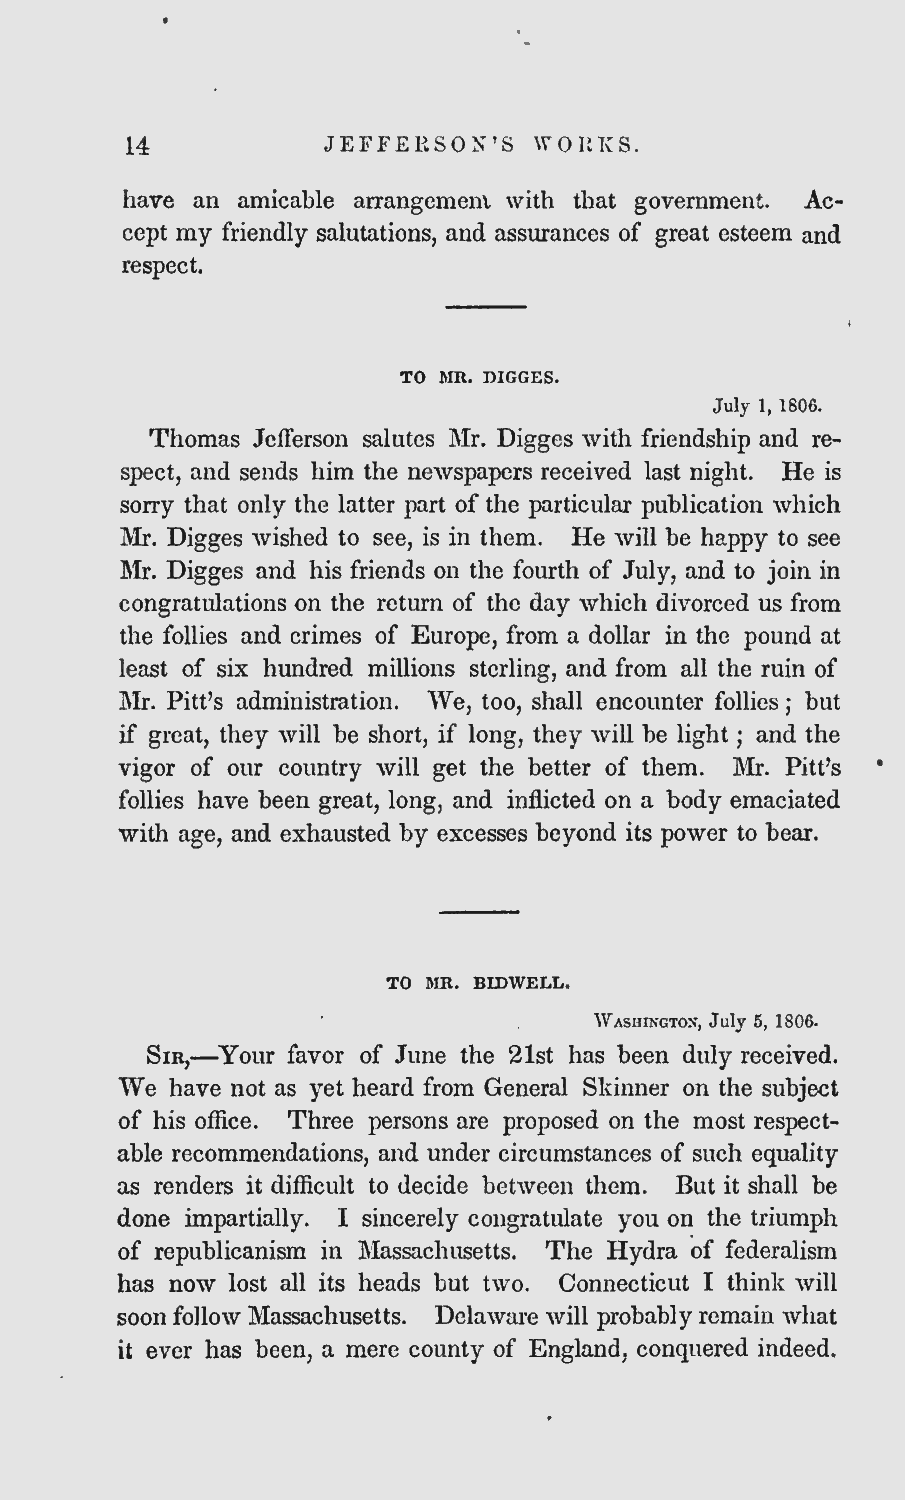 14 JEFFERSON'S WORKS.
have an amicable arrangement with that government. Ac-
cept my friendly salutations, and assurances of great esteem and
respect.
TO MR. DIGGES.
July 1, 1806.
Thomas Jefferson salutes Mr. Digges with friendship and re-
spect, and sends him the newspapers received last night. He is
sorry that only the latter part of the particular publication which
Mr. Digges wished to see, is in them. He will be happy to see
Mr. Digges and his friends on the fourth of July, and to join in
congratulations on the return of the day which divorced us from
the follies and crimes of Europe, from a dollar in the pound at
least of six hundred millions sterling, and from all the ruin of
Mr. Pitt's administration. We, too, shall encounter follies; but
if great, they will be short, if long, they will be light; and the
vigor of our country will get the better of them. Mr. Pitt's
follies have been great, long, and inflicted on a body emaciated
with age, and exhausted by excesses beyond its power to bear.
TO MR. BIDWELL.
WASHINGTON, July 5, 1806.
SIR,—Your favor of June the 21st has been duly received.
We have not as yet heard from General Skinner on the subject
of his office. Three persons are proposed on the most respect-
able recommendations, and under circumstances of such equality
as renders it difficult to decide between them. But it shall be
done impartially. I sincerely congratulate you on the triumph
of republicanism in Massachusetts. The Hydra of federalism
has now lost all its heads but two. Connecticut I think will
soon follow Massachusetts. Delaware will probably remain what
it ever has been, a mere county of England, conquered indeed.